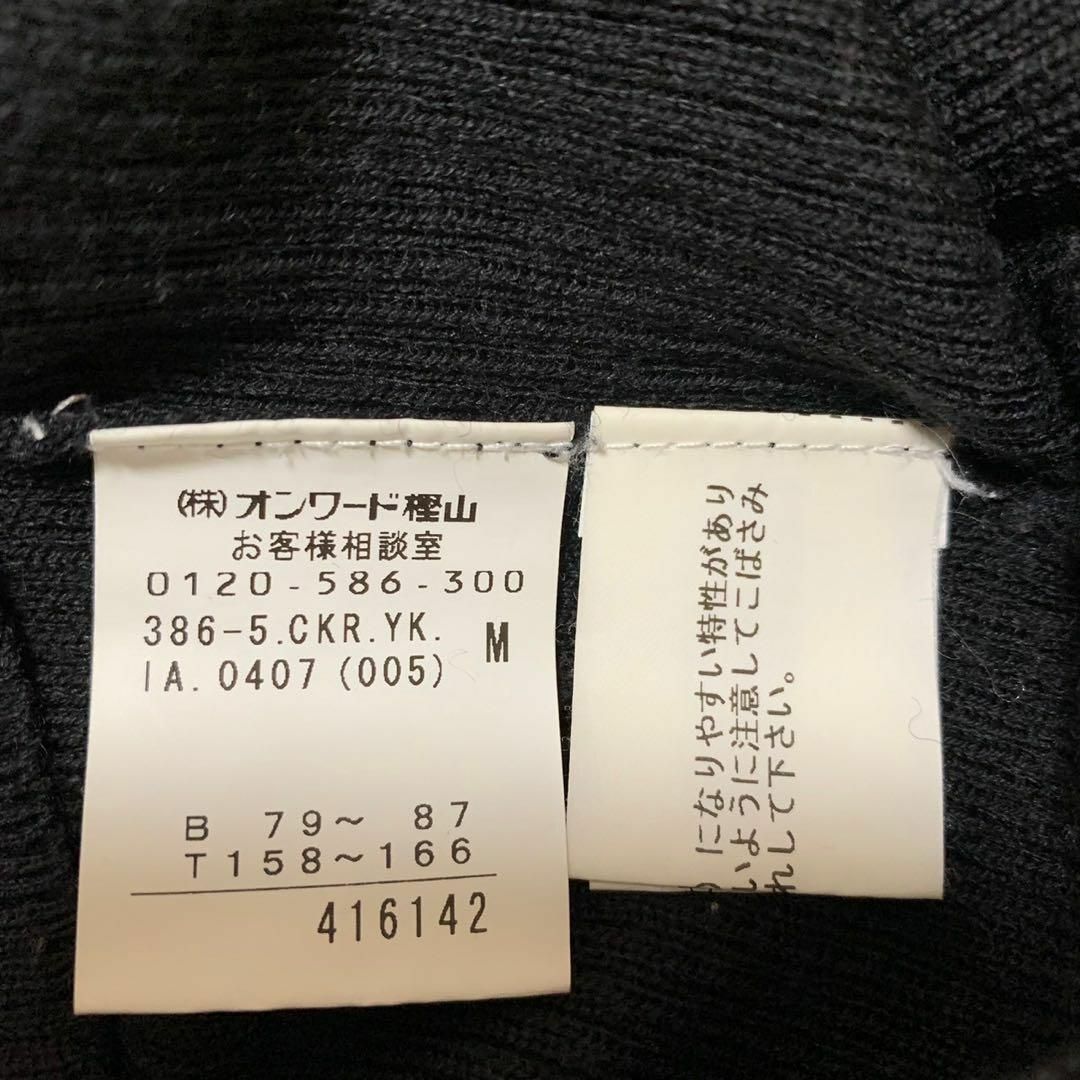 (株)オンワード樫山
お客様相談室
0120-586-300
386-5.CKR.YK.
IA.0407(005)
M
B 79〜 87
T158〜166
416142
になりやすい特性があり
いように注意してこばさみ
れして下さい。